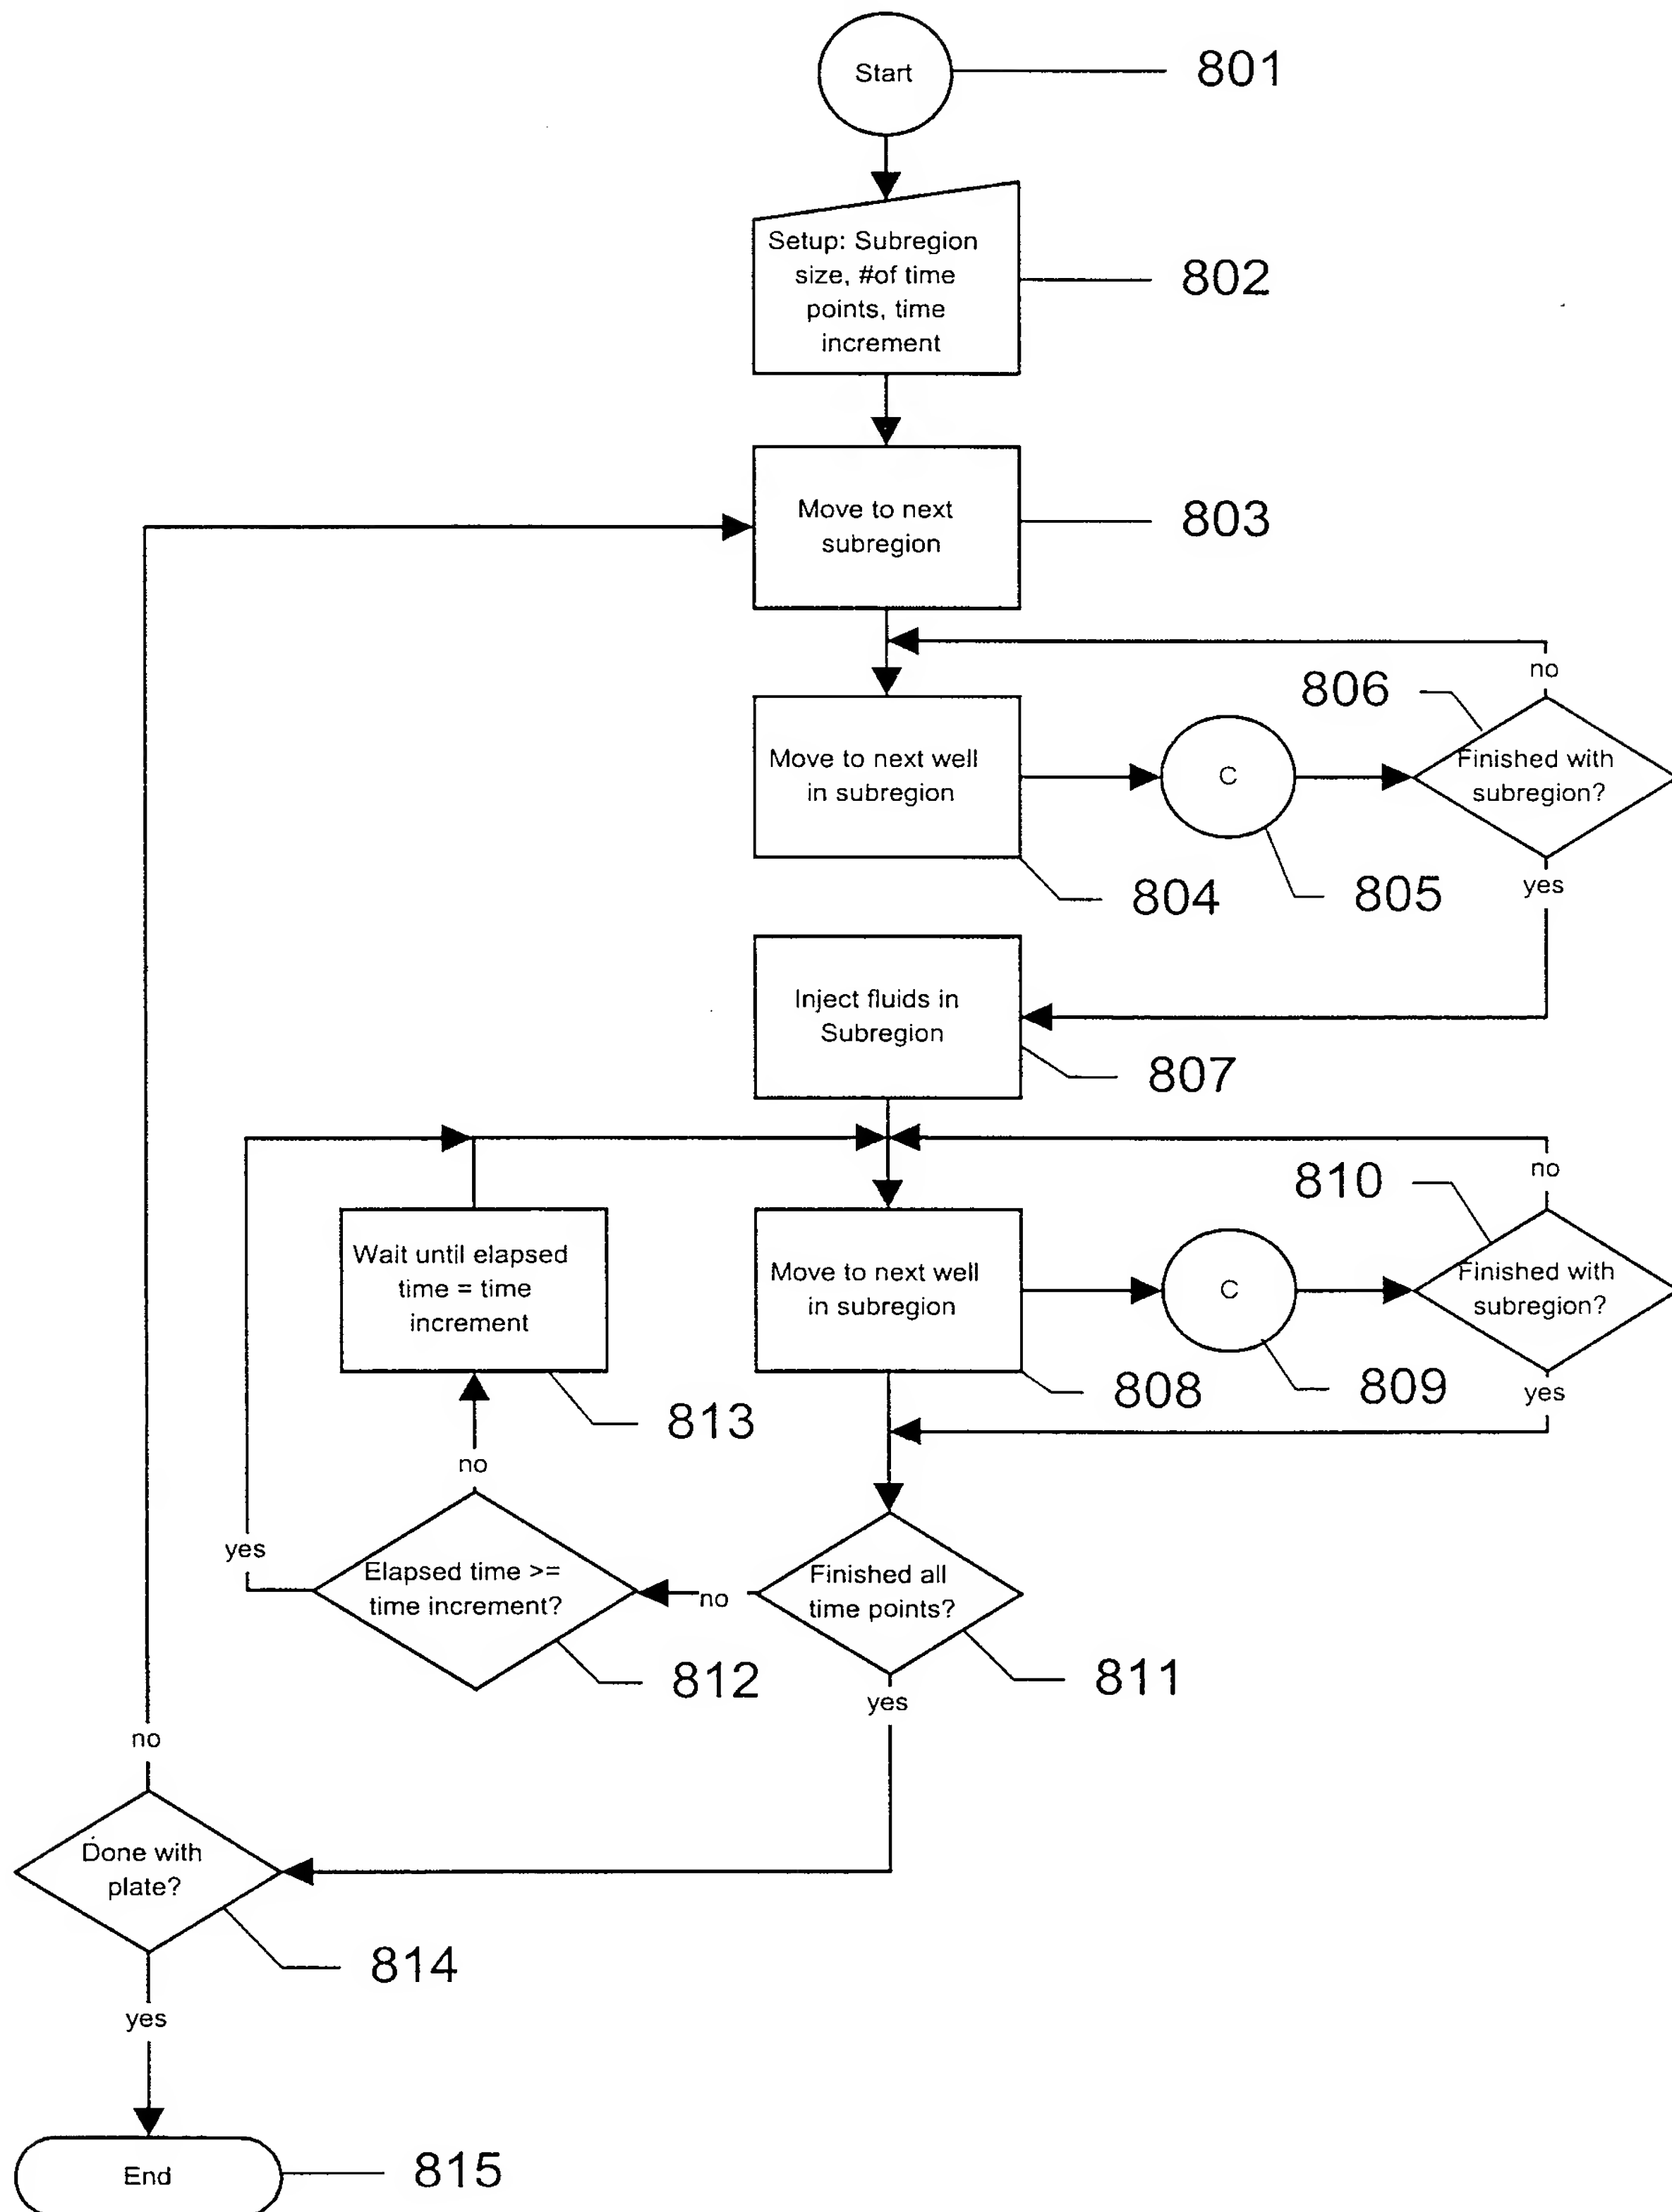 Start
801
Setup: Subregion
size, #of time
points, time
increment
802
Move to next
subregion
803
no
806
Move to next well
in subregion
C
Finished with
subregion?
804
805
yes
Inject fluids in
Subregion
807
no
810
Wait until elapsed
time = time
increment
Move to next well
in subregion
C
Finished with
subregion?
813
808
809
yes
no
yes
Elapsed time >=
time increment?
no
Finished all
time points?
812
811
yes
no
Done with
plate?
814
yes
End
815